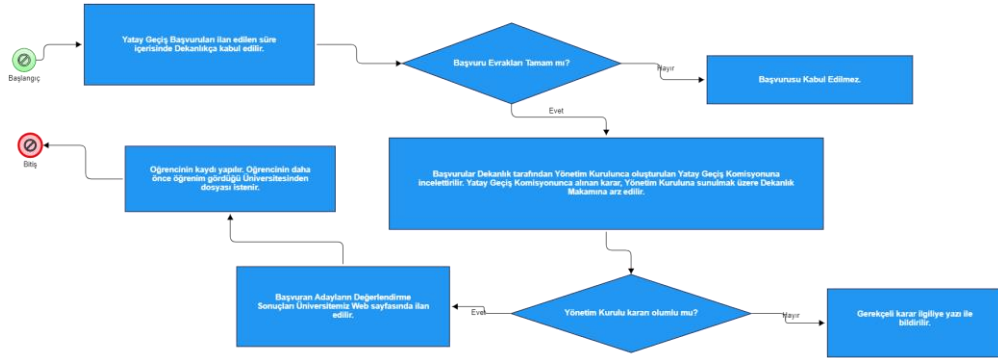 Yatay Geçiş Başvuruları ilan edilen süre
içerisinde Dekanlıkça kabul edilir.
Başlangıç
Başvuru Evrakları Tamam mı?
Hayır
Başvurusu Kabul Edilmez.
Evet
Başvurular Dekanlık tarafından Yönetim Kurulunca oluşturulan Yatay Geçiş Komisyonuna
incelettirilir. Yatay Geçiş Komisyonunca alınan karar, Yönetim Kuruluna sunulmak üzere Dekanlık
Makamına arz edilir.
Yönetim Kurulu kararı olumlu mu?
Hayır
Gerekçeli karar ilgiliye yazı ile
bildirilir.
Evet
Başvuran Adayların Değerlendirme
Sonuçları Üniversitemiz Web sayfasında ilan
edilir.
Öğrencinin kaydı yapılır. Öğrencinin daha
önce öğrenim gördüğü Üniversitesinden
dosyası istenir.
Bitiş